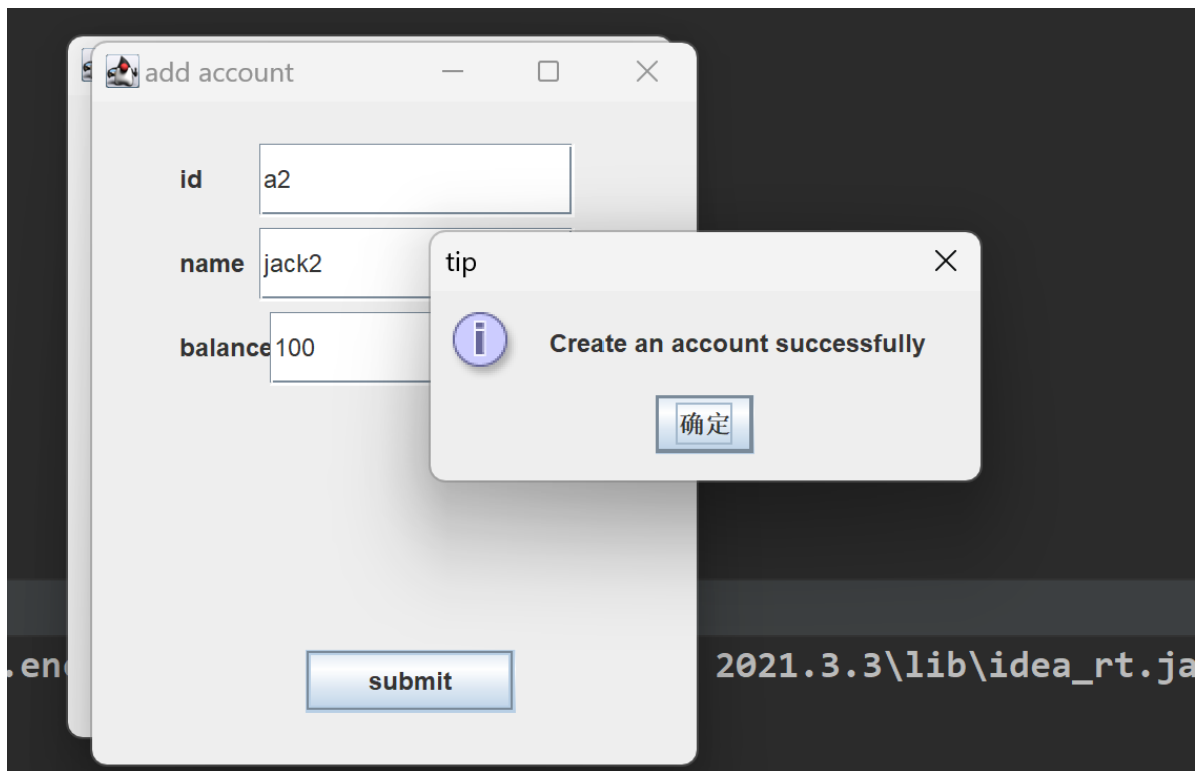 add account
id
a2
name
jack2
balance
100
tip
Create an account successfully
确定
submit
2021.3.3\lib\idea_rt.ja